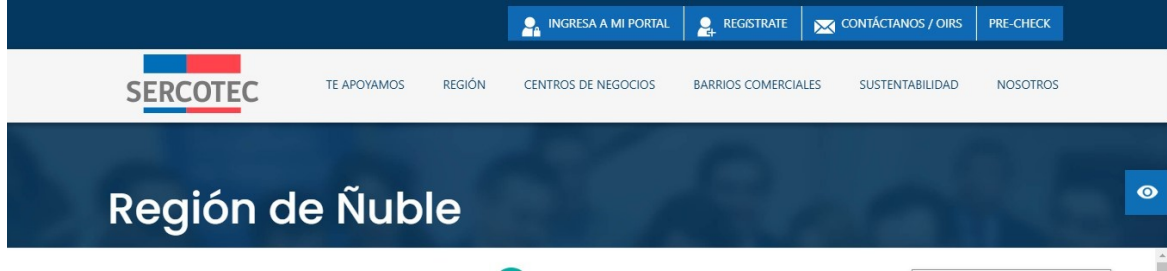 INGRESA A MI PORTAL REGISTRATE CONTÁCTANOS / OIRS PRE-CHECK
SERCOTEC TE APOYAMOS REGIÓN CENTROS DE NEGOCIOS BARRIOS COMERCIALES SUSTENTABILIDAD NOSOTROS
Región de Ñuble